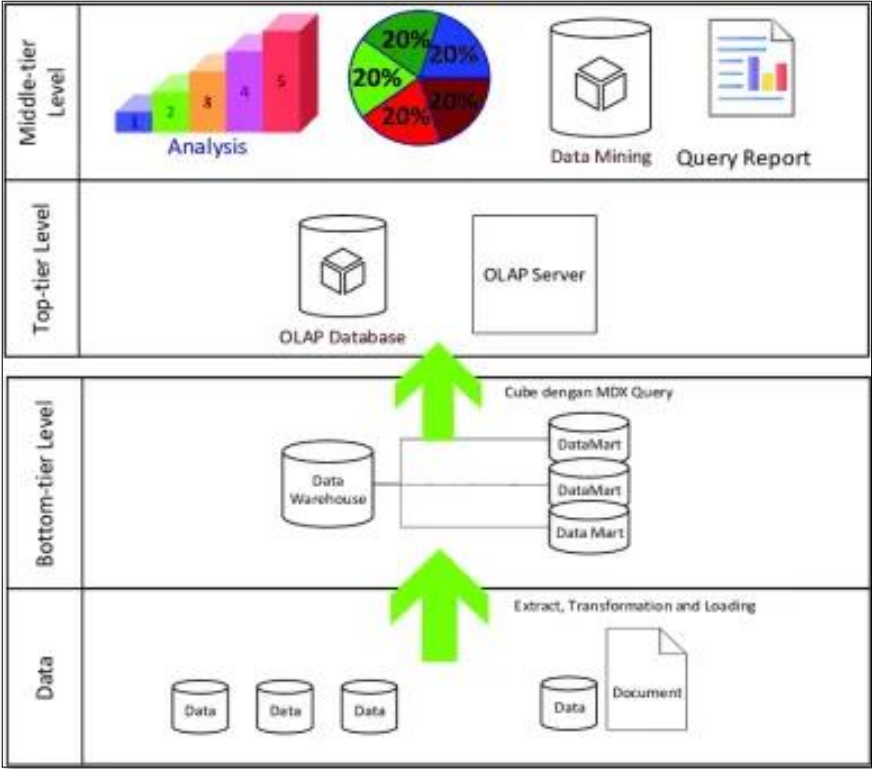 Middle-tier
Level
1
2
3
4
5
Analysis
20%
20%
20%
20%
20%
Data Mining
Query Report
Top-tier Level
OLAP Database
OLAP Server
Bottom-tier Level
Cube dengan MDX Query
Data
Warehouse
DataMart
DataMart
Data Mart
Data
Extract, Transformation and Loading
Data
Data
Data
Data
Document